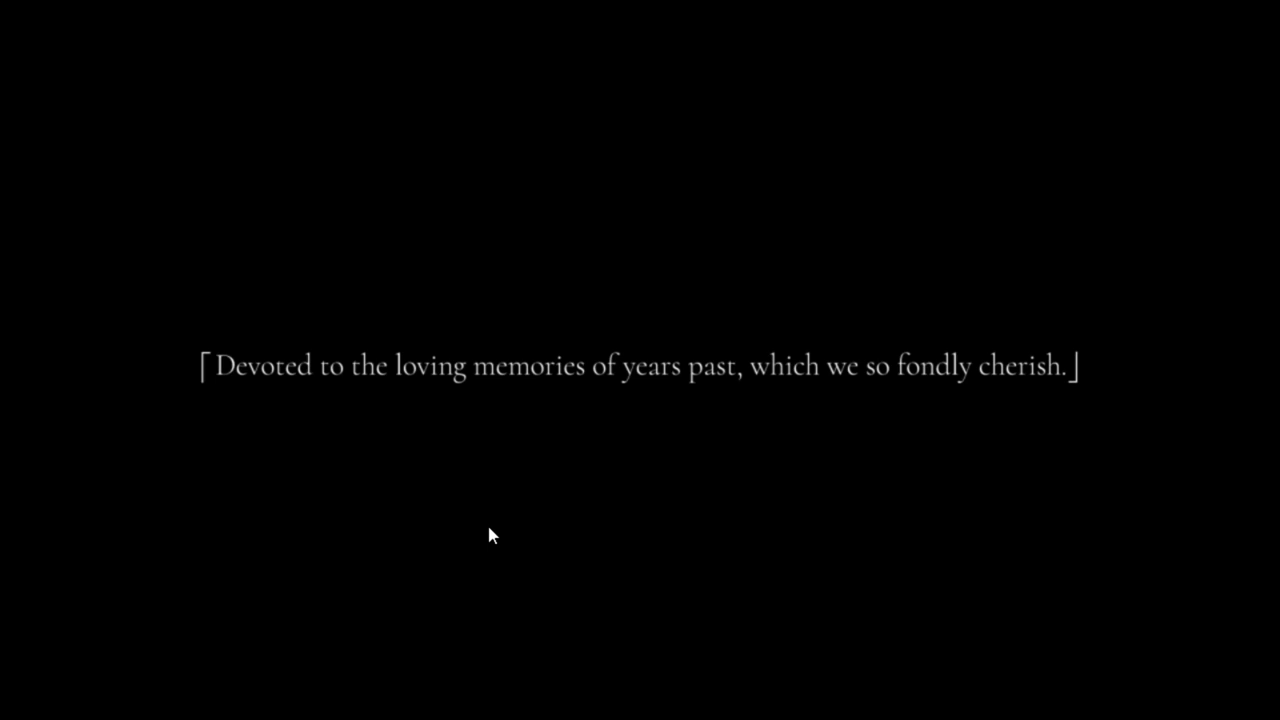 ⌈Devoted to the loving memories of years past, which we so fondly cherish.⌋